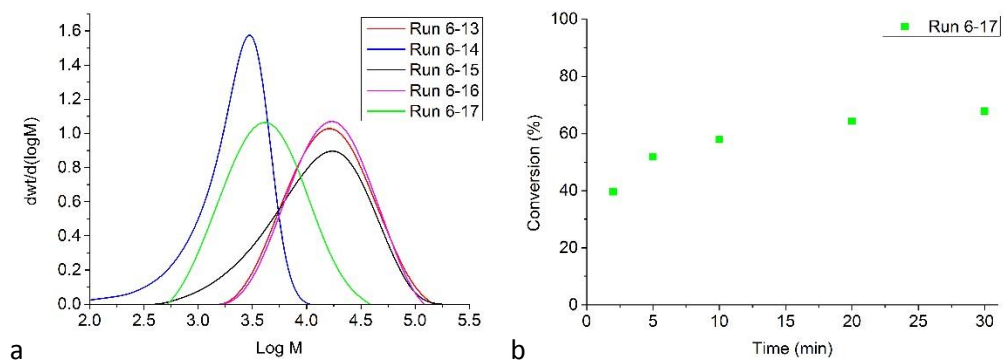 1.6
1.4
1.2
1.0
0.8
0.6
0.4
0.2
0.0
dwt/d(logM)
2.0 2.5 3.0 3.5 4.0 4.5 5.0 5.5
Log M
Run 6-13
Run 6-14
Run 6-15
Run 6-16
Run 6-17
a
100
80
60
40
20
0
Conversion (%)
0 5 10 15 20 25 30
Time (min)
Run 6-17
b